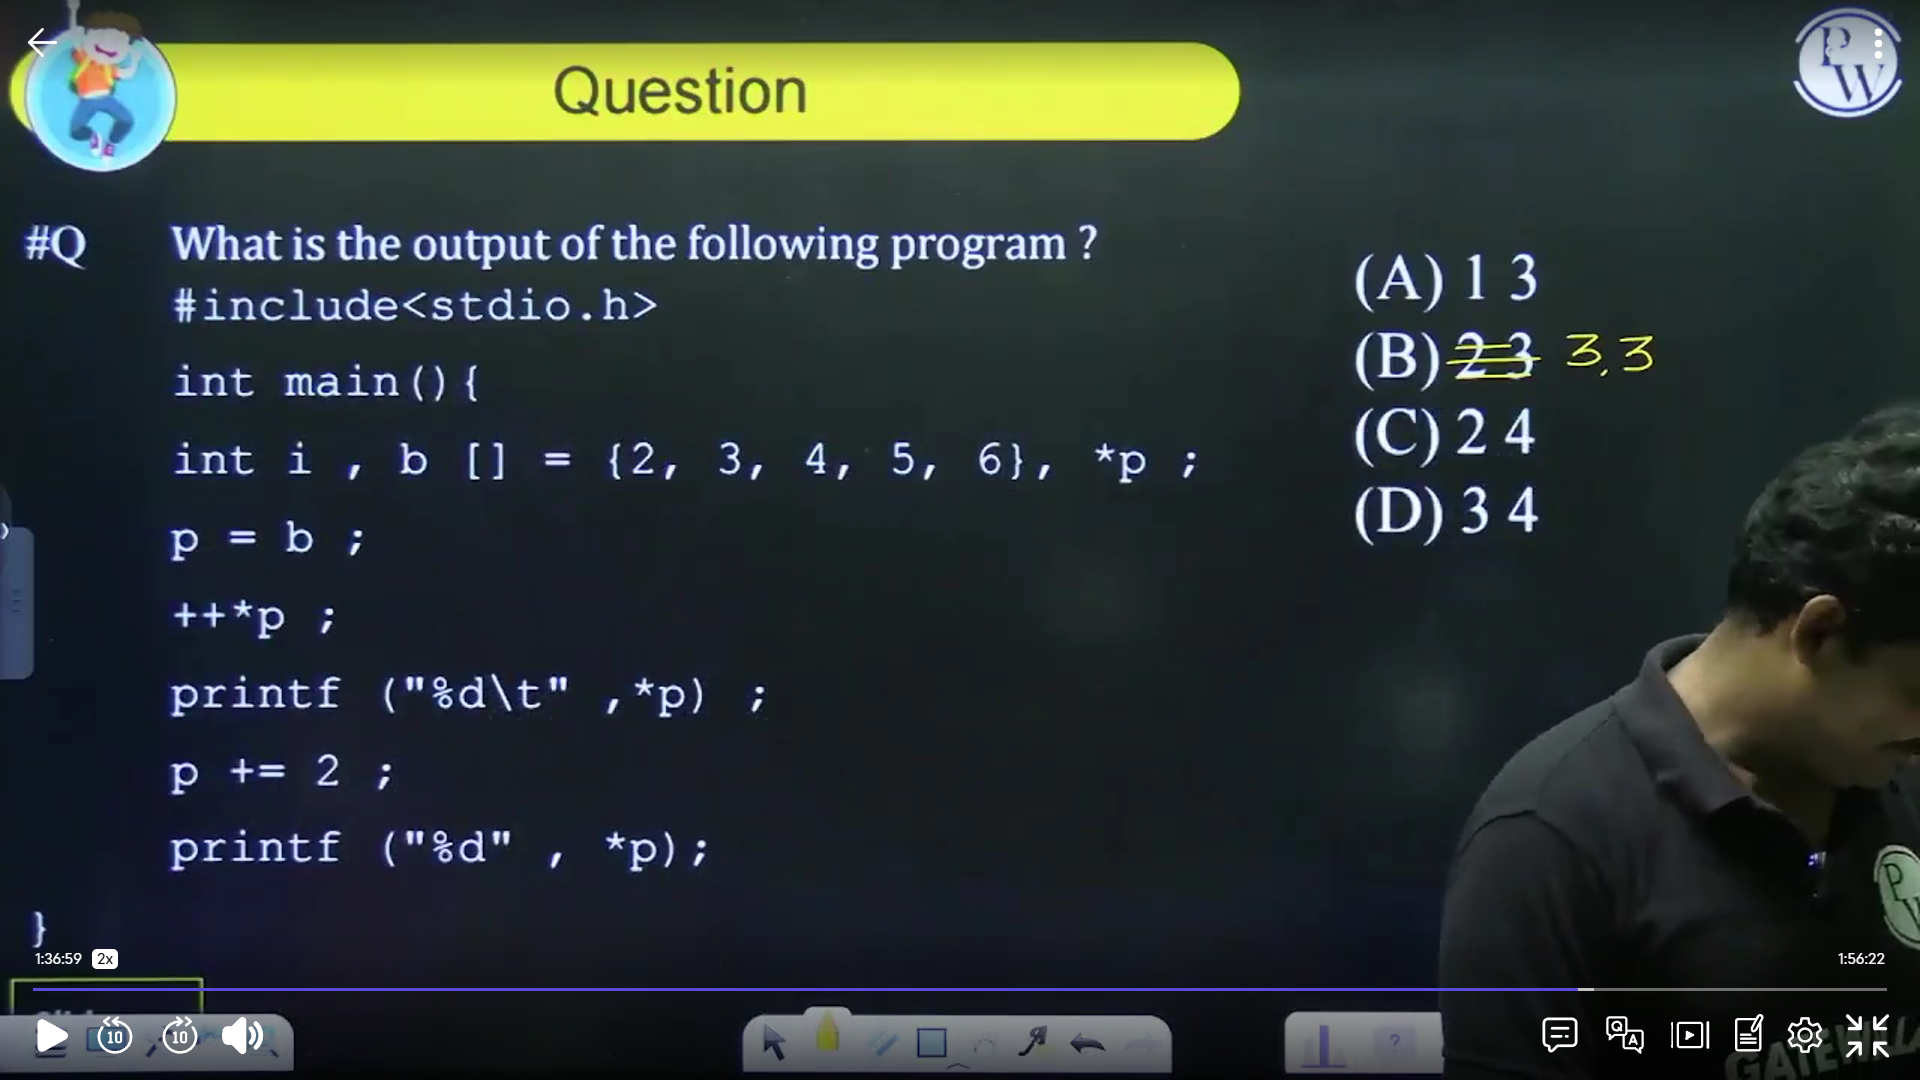 Question
PW
#Q What is the output of the following program ?
#include<stdio.h>
int main(){
int i , b [] = {2, 3, 4, 5, 6}, *p ;
p = b ;
++*p ;
printf ("%d\t" ,*p) ;
p += 2 ;
printf ("%d" , *p);
}
(A) 1 3
(B) 2 3 3,3
(C) 2 4
(D) 3 4
PW
1:36:59 2x
1:56:22
10
10